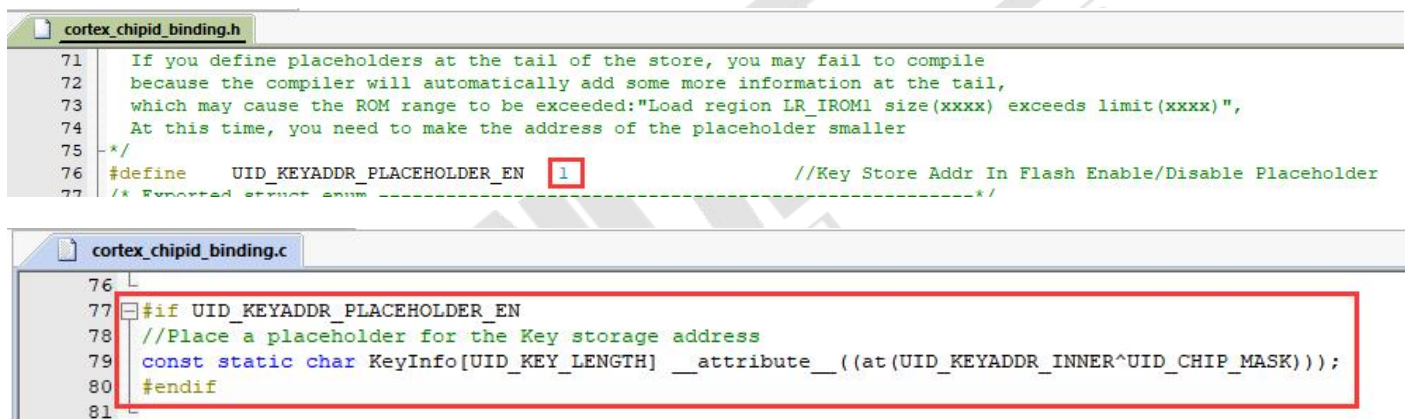 cortex_chipid_binding.h
71 If you define placeholders at the tail of the store, you may fail to compile
72 because the compiler will automatically add some more information at the tail,
73 which may cause the ROM range to be exceeded:"Load region LR_IROM1 size(xxxx) exceeds limit(xxxx)",
74 At this time, you need to make the address of the placeholder smaller
75 */
76 #define UID_KEYADDR_PLACEHOLDER_EN 1 //Key Store Addr In Flash Enable/Disable Placeholder
77 /* Exported struct enum ------------------------------------------------------------*/
cortex_chipid_binding.c
76
77 #if UID_KEYADDR_PLACEHOLDER_EN
78 //Place a placeholder for the Key storage address
79 const static char KeyInfo[UID_KEY_LENGTH] __attribute__((at(UID_KEYADDR_INNER^UID_CHIP_MASK)));
80 #endif
81